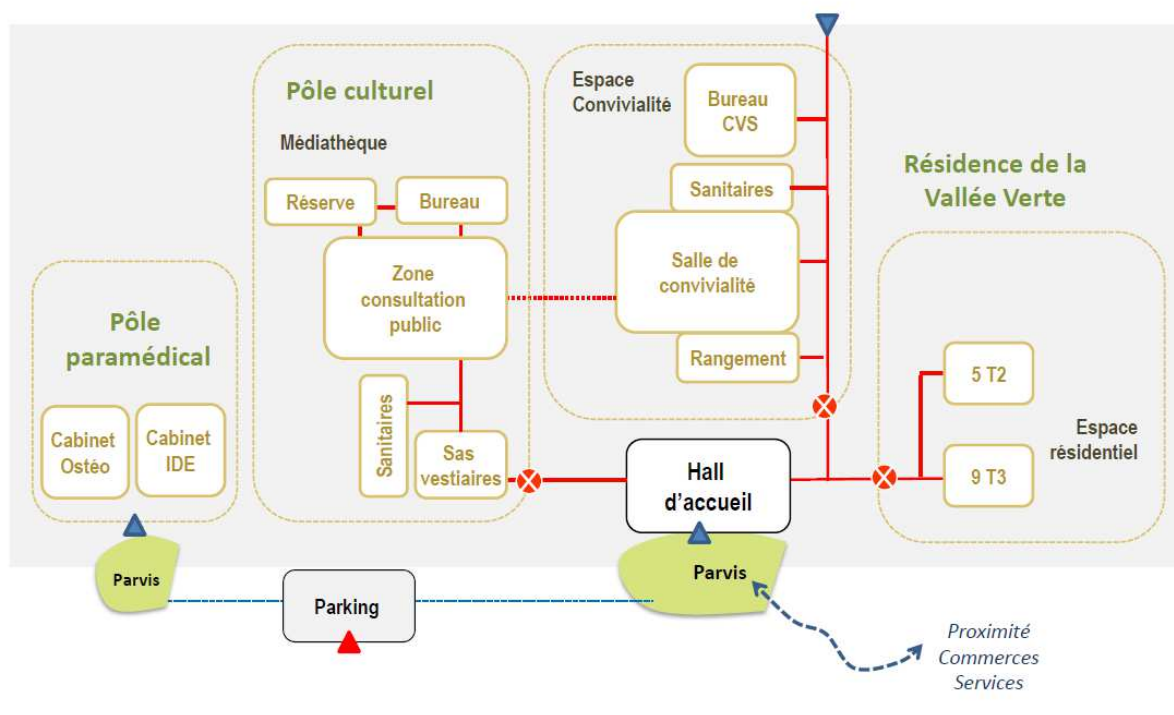 Pôle culturel
Médiathèque
Réserve
Bureau
Zone
consultation
public
Sanitaires
Sas
vestiaires
Espace
Convivialité
Bureau
CVS
Sanitaires
Salle de
convivialité
Rangement
Résidence de la
Vallée Verte
5 T2
9 T3
Espace
résidentiel
Pôle
paramédical
Cabinet
Ostéo
Cabinet
IDE
Hall
d’accueil
Parvis
Parking
Parvis
Proximité
Commerces
Services